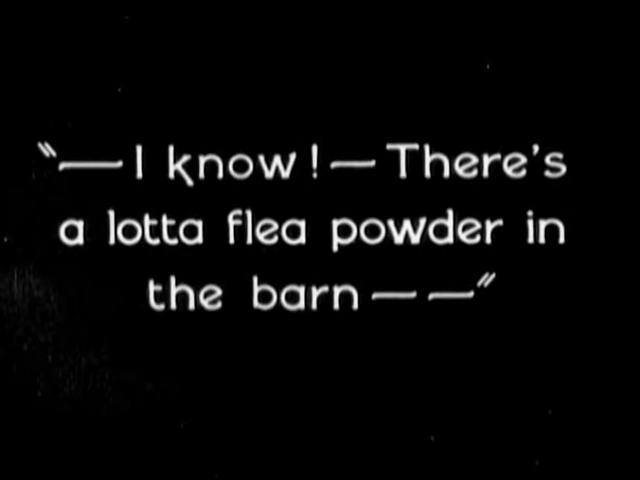 "—I know!—There's
a lotta flea powder in
the barn— —"